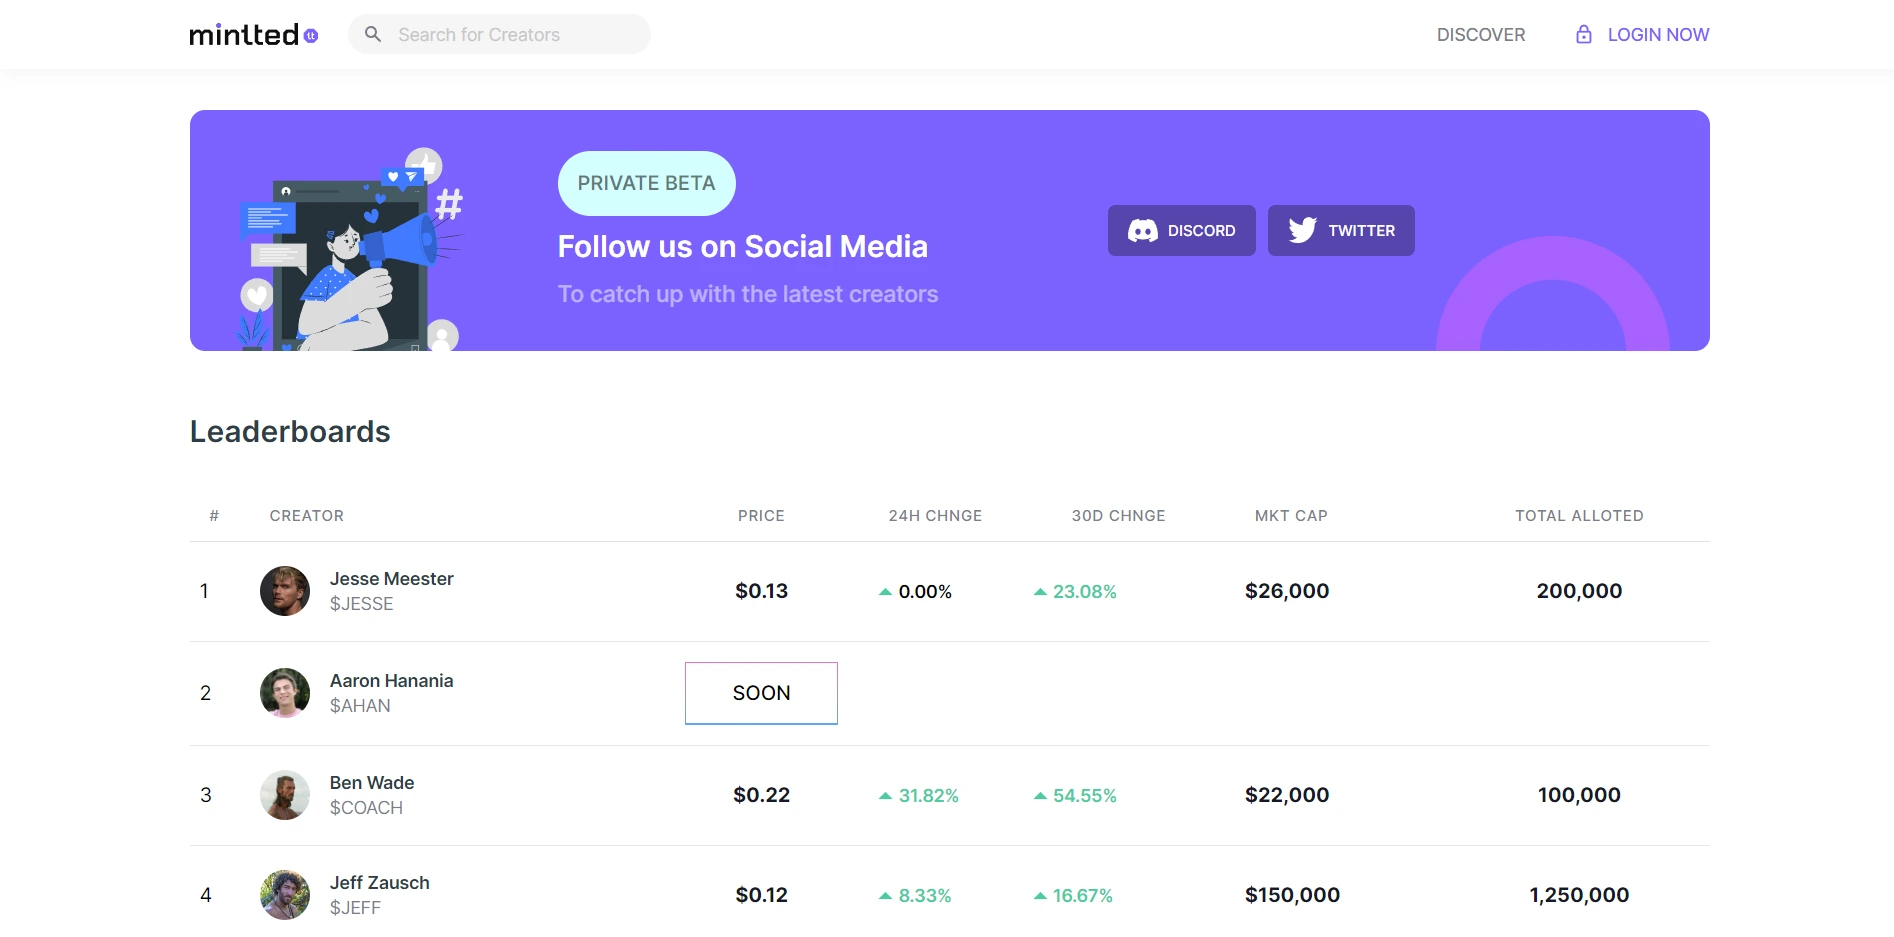 mintted tt
Search for Creators
DISCOVER
LOGIN NOW
PRIVATE BETA
Follow us on Social Media
To catch up with the latest creators
#
DISCORD
TWITTER
Leaderboards
# CREATOR PRICE 24H CHNGE 30D CHNGE MKT CAP TOTAL ALLOTED
1 Jesse Meester $0.13 0.00% 23.08% $26,000 200,000
$JESSE
2 Aaron Hanania SOON
$AHAN
3 Ben Wade $0.22 31.82% 54.55% $22,000 100,000
$COACH
4 Jeff Zausch $0.12 8.33% 16.67% $150,000 1,250,000
$JEFF